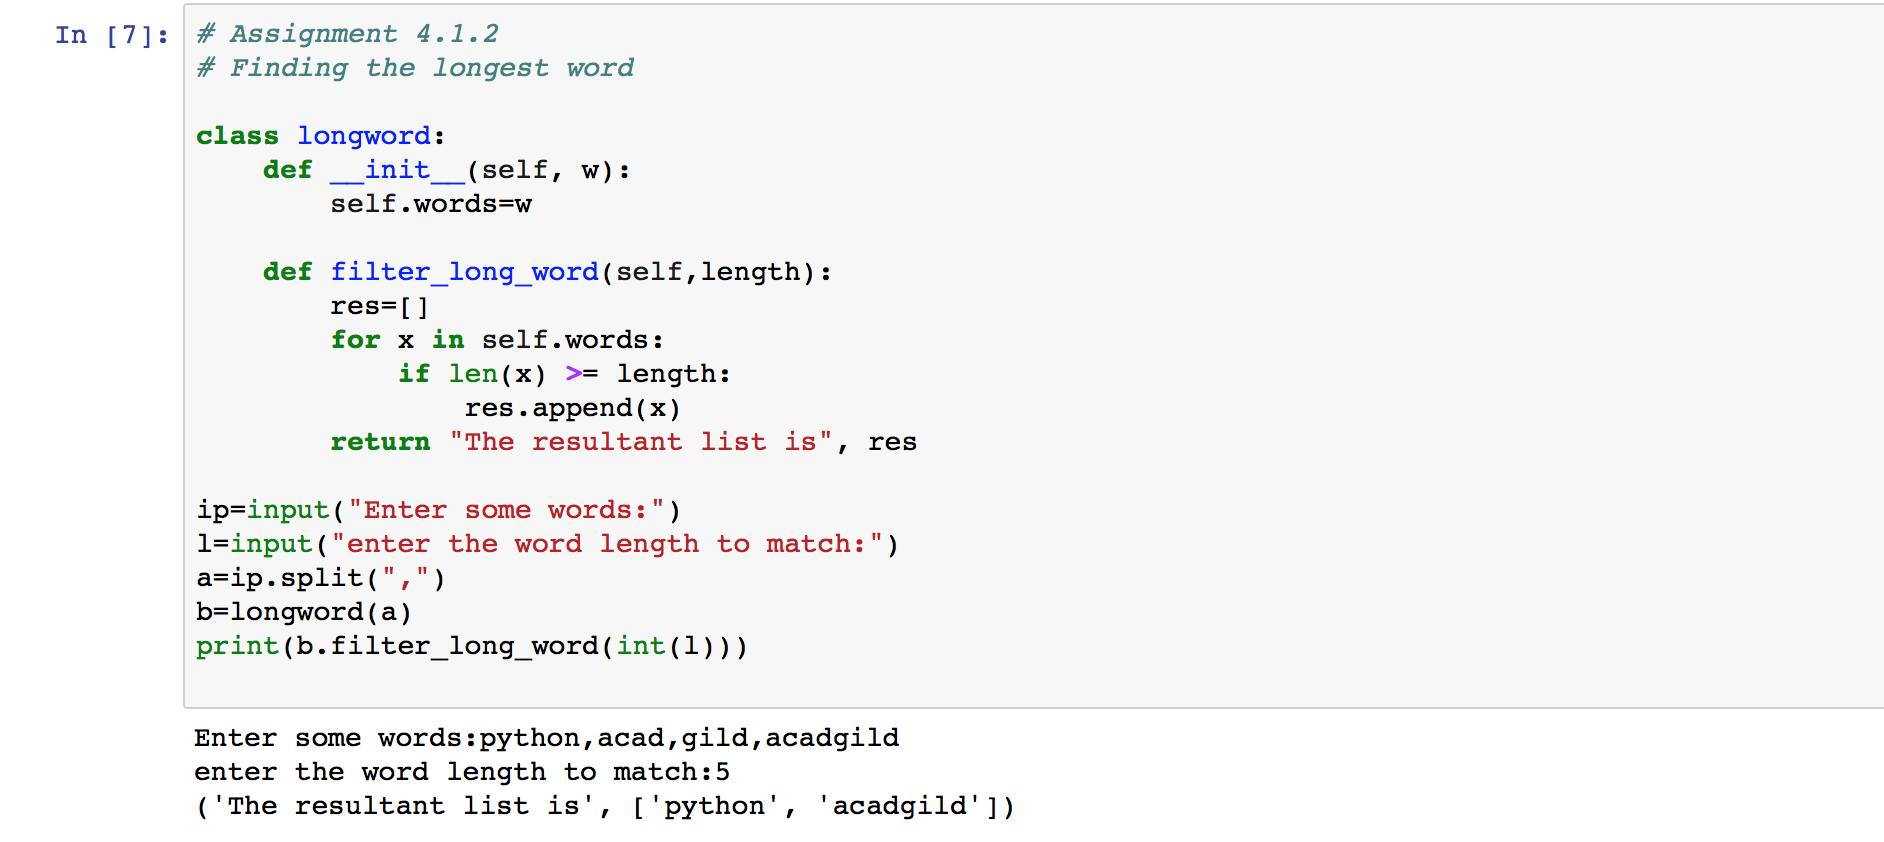 In [7]:
# Assignment 4.1.2
# Finding the longest word

class longword:
    def __init__(self, w):
        self.words=w

    def filter_long_word(self,length):
        res=[]
        for x in self.words:
            if len(x) >= length:
                res.append(x)
        return "The resultant list is", res

ip=input("Enter some words:")
l=input("enter the word length to match:")
a=ip.split(",")
b=longword(a)
print(b.filter_long_word(int(l)))

Enter some words:python,acad,gild,acadgild
enter the word length to match:5
('The resultant list is', ['python', 'acadgild'])